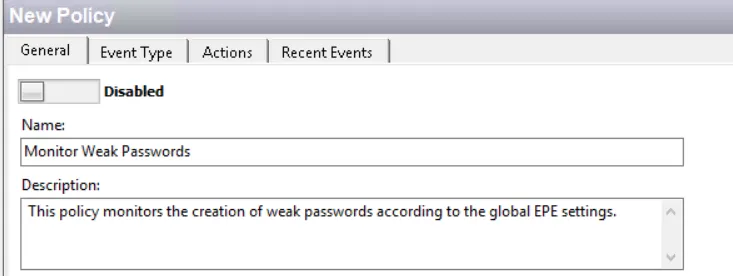 New Policy
General Event Type Actions Recent Events
Disabled
Name:
Monitor Weak Passwords
Description:
This policy monitors the creation of weak passwords according to the global EPE settings.